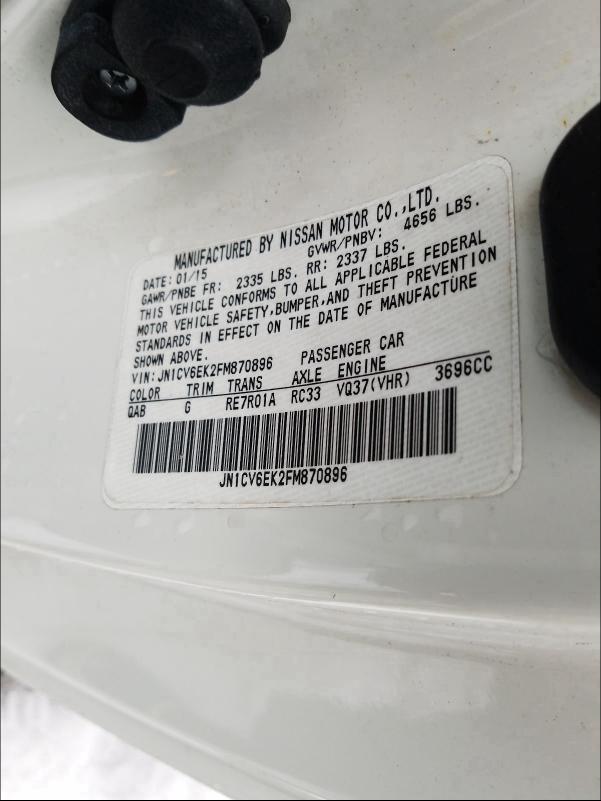 MANUFACTURED BY NISSAN MOTOR CO.,LTD.
DATE: 01/15 GVWR/PNBV: 4656 LBS.
GAWR/PNBE FR: 2335 LBS. RR: 2337 LBS.
THIS VEHICLE CONFORMS TO ALL APPLICABLE FEDERAL
MOTOR VEHICLE SAFETY,BUMPER,AND THEFT PREVENTION
STANDARDS IN EFFECT ON THE DATE OF MANUFACTURE
SHOWN ABOVE.
VIN: JN1CV6EK2FM870896 PASSENGER CAR
COLOR TRIM TRANS AXLE ENGINE
QAB G RE7R01A RC33 VQ37(VHR) 3696CC
JN1CV6EK2FM870896